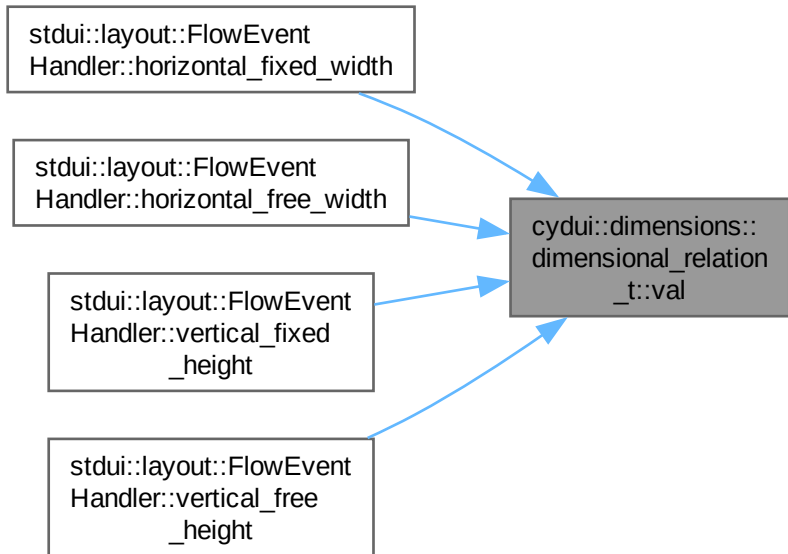 stdui::layout::FlowEvent
Handler::horizontal_fixed_width
stdui::layout::FlowEvent
Handler::horizontal_free_width
stdui::layout::FlowEvent
Handler::vertical_fixed
_height
stdui::layout::FlowEvent
Handler::vertical_free
_height
cydui::dimensions::
dimensional_relation
_t::val